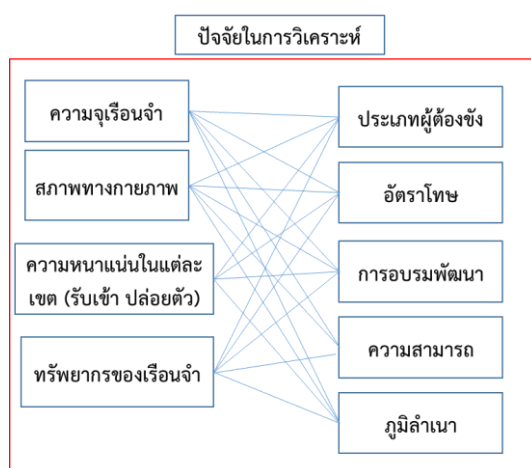 ปัจจัยในการวิเคราะห์
ความจุเรือนจำ
สภาพทางกายภาพ
ความหนาแน่นในแต่ละ
เขต (รับเข้า ปล่อยตัว)
ทรัพยากรของเรือนจำ
ประเภทผู้ต้องขัง
อัตราโทษ
การอบรมพัฒนา
ความสามารถ
ภูมิลำเนา